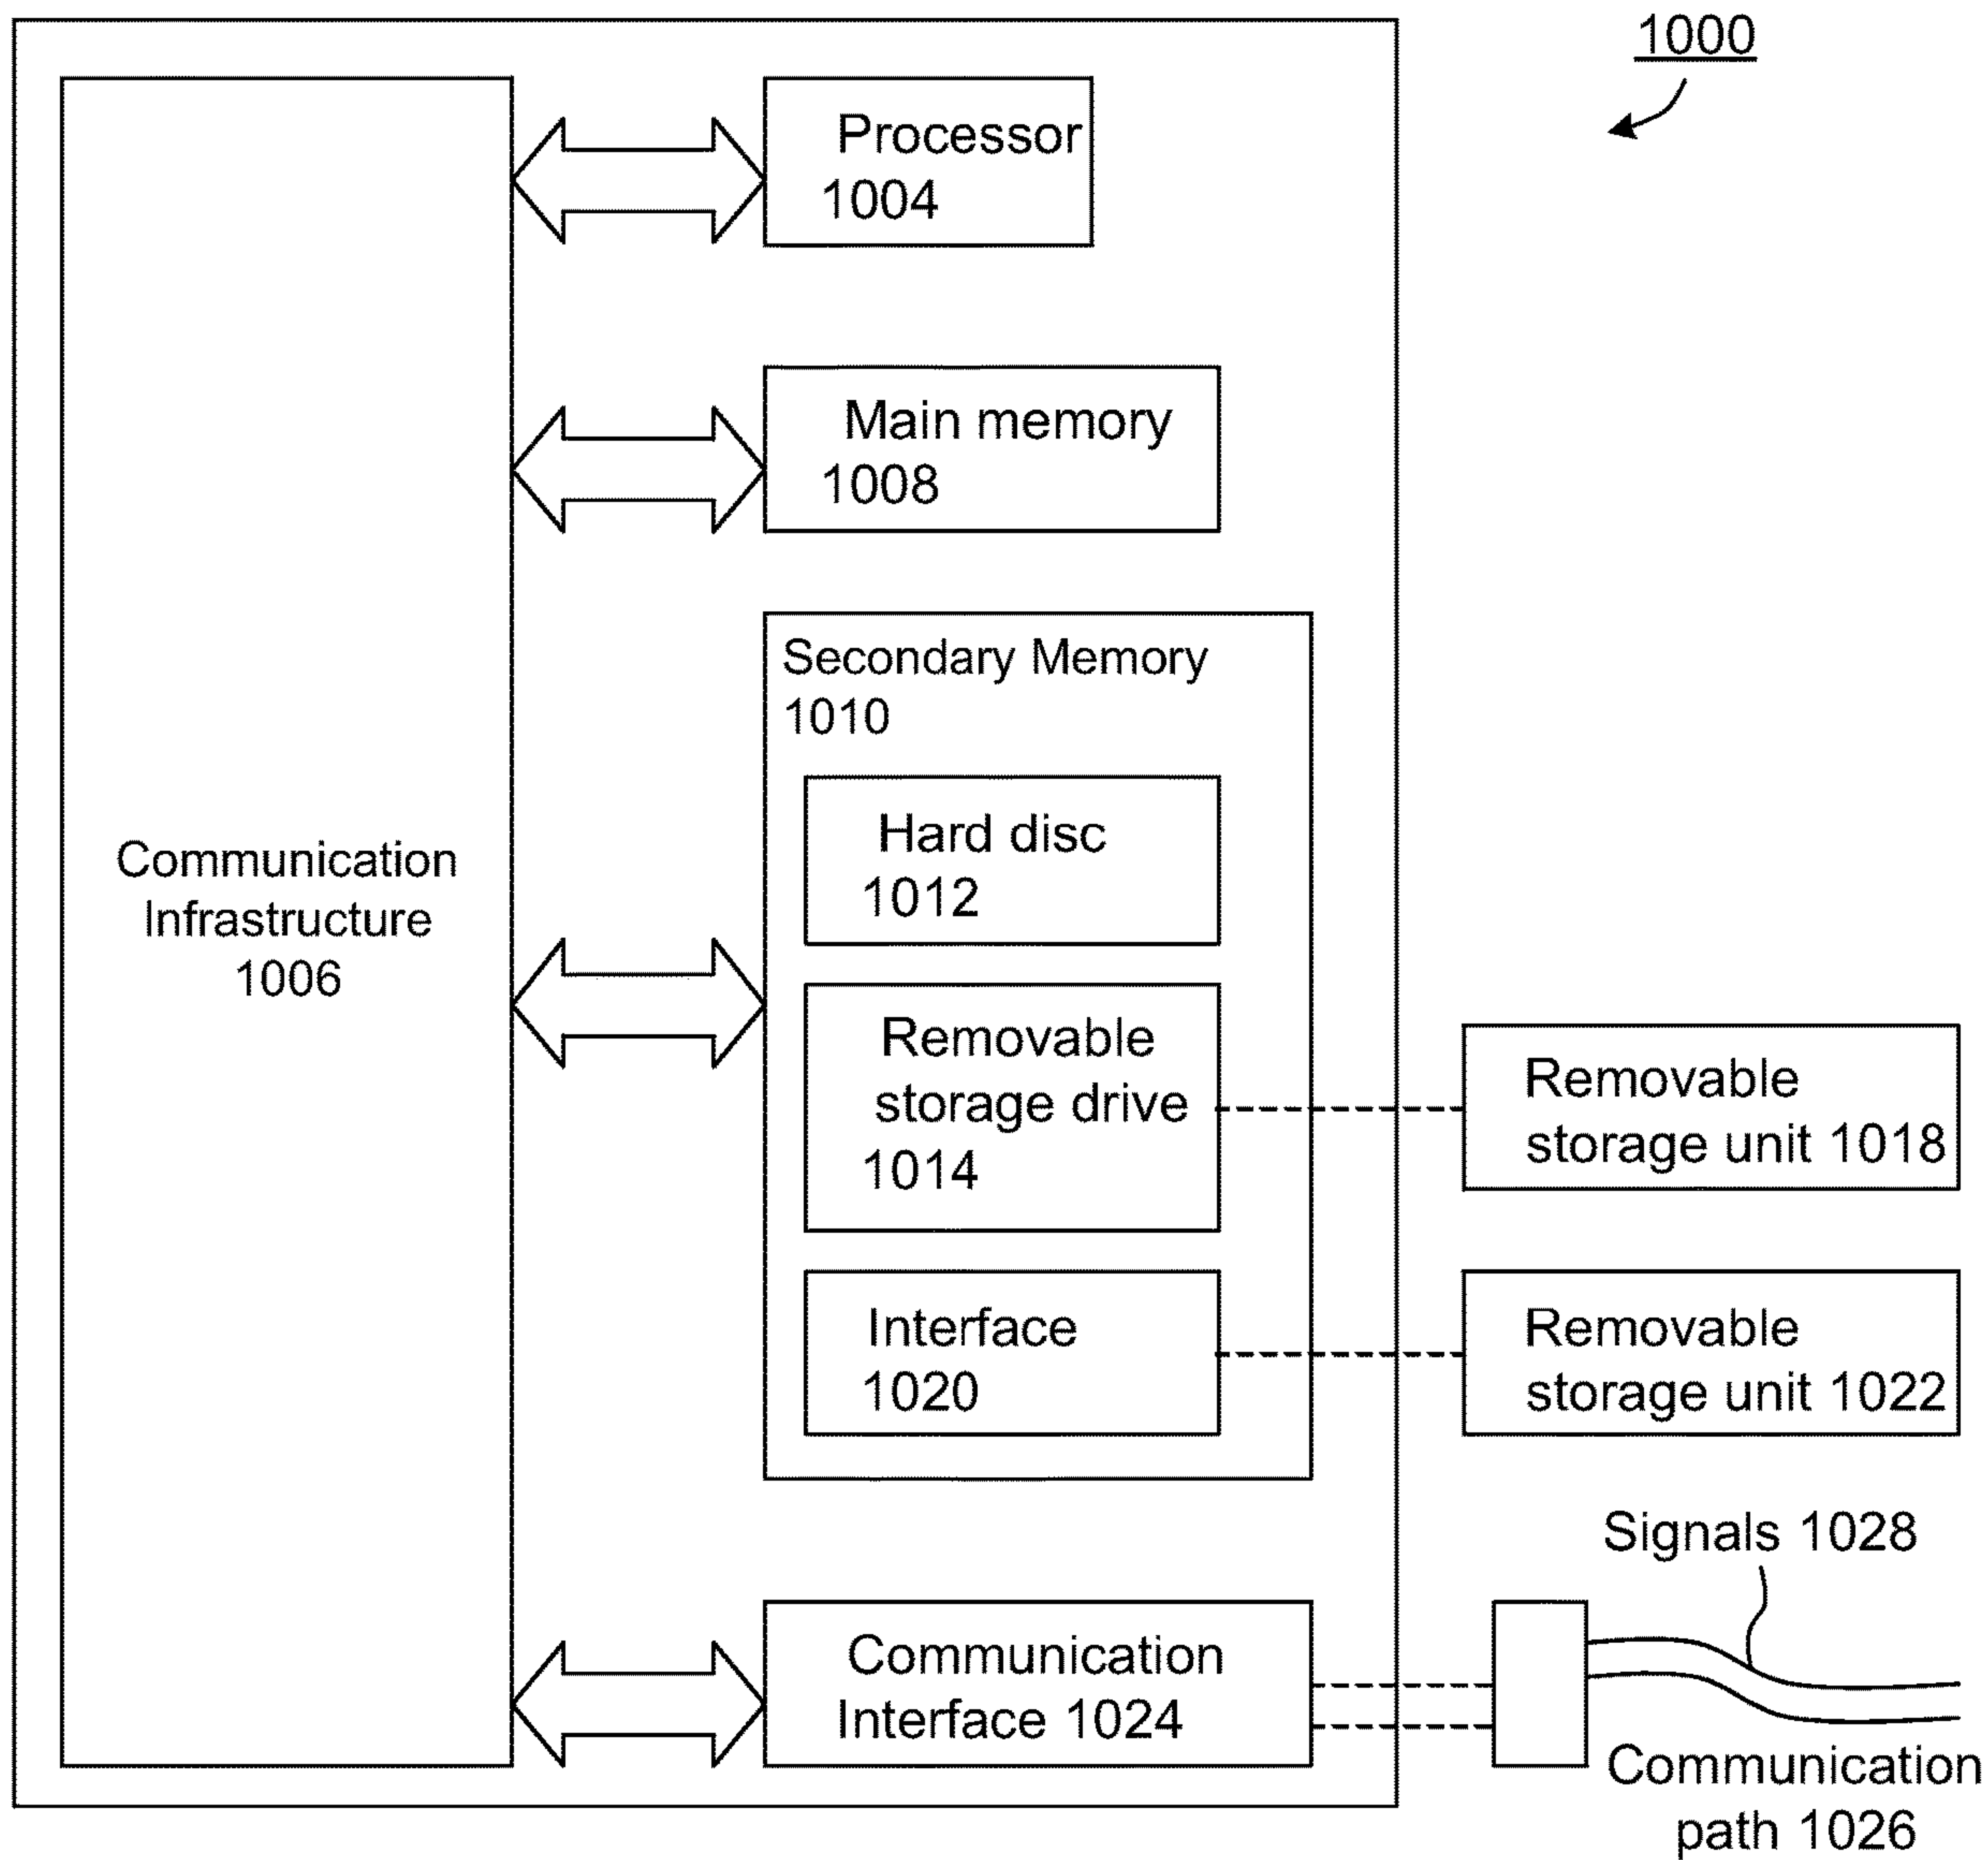 1000
Processor
1004
Main memory
1008
Secondary Memory
1010
Hard disc
1012
Communication
Infrastructure
1006
Removable
storage drive
1014
Removable
storage unit 1018
Interface
1020
Removable
storage unit 1022
Signals 1028
Communication
Interface 1024
Communication
path 1026